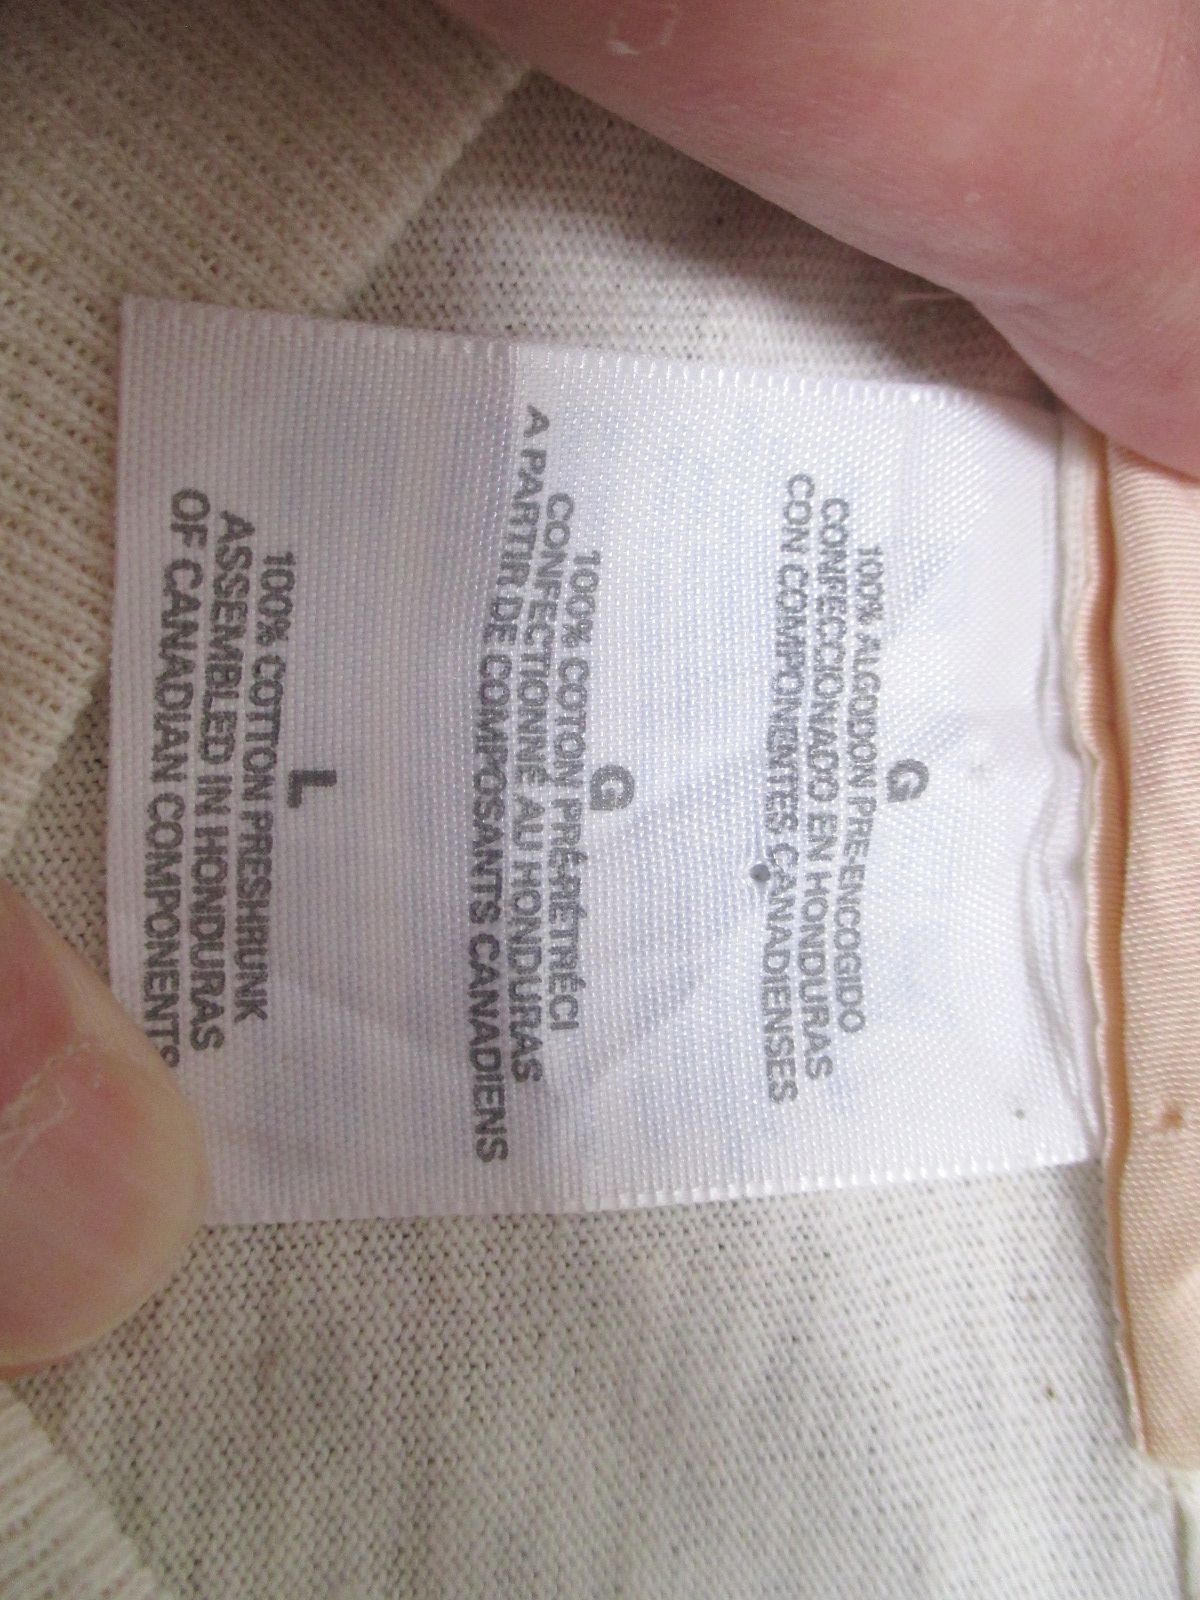 G
100% ALGODON PRE-ENCOGIDO
CONFECCIONADO EN HONDURAS
CON COMPONENTES CANADIENSES
G
100% COTON PRÉ-RÉTRÉCI
CONFECTIONNÉ AU HONDURAS
A PARTIR DE COMPOSANTS CANADIENS
L
100% COTTON PRESHRUNK
ASSEMBLED IN HONDURAS
OF CANADIAN COMPONENTS